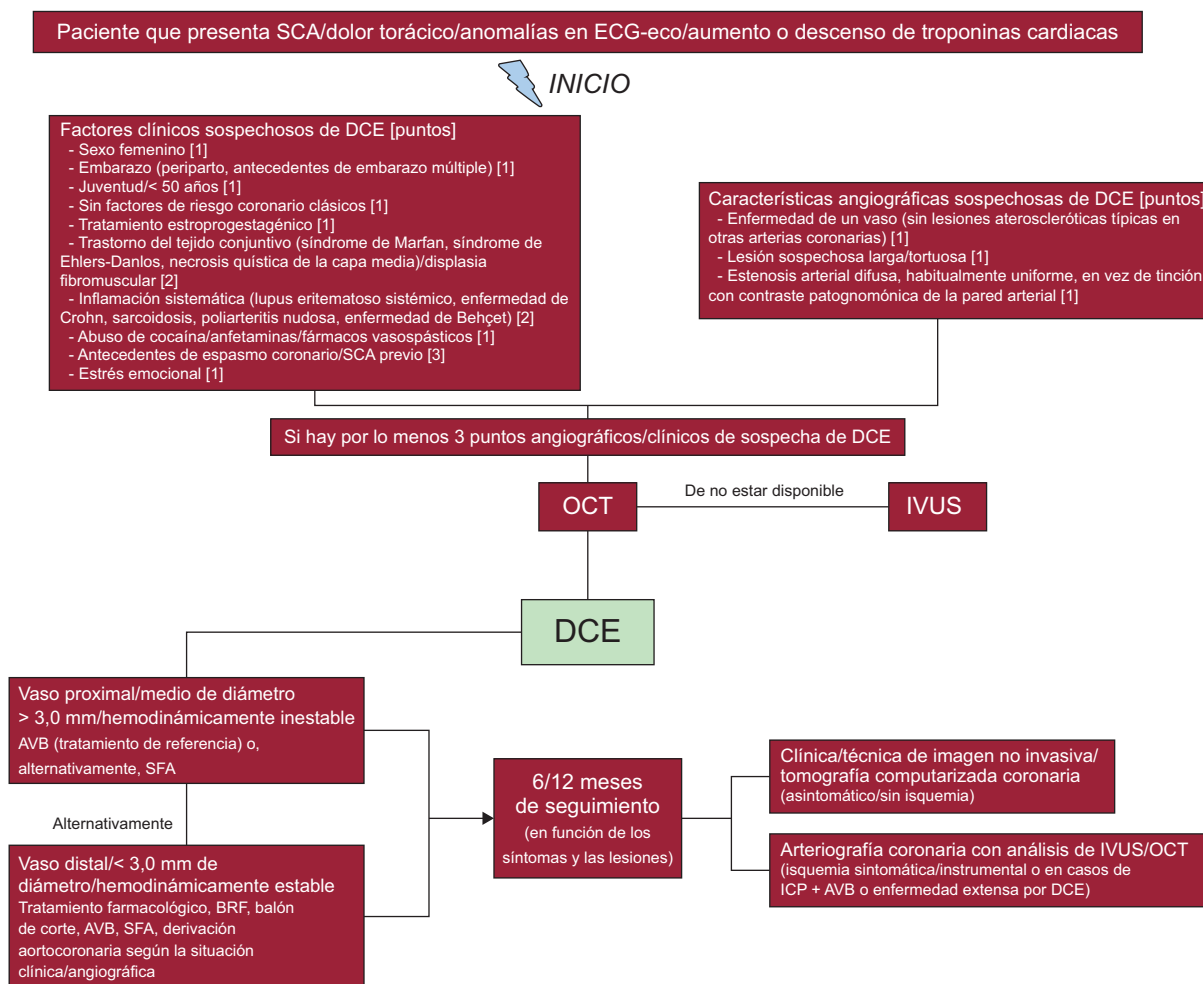 Paciente que presenta SCA/dolor torácico/anomalías en ECG-eco/aumento o descenso de troponinas cardiacas
INICIO
Factores clínicos sospechosos de DCE [puntos]
- Sexo femenino [1]
- Embarazo (periparto, antecedentes de embarazo múltiple) [1]
- Juventud/< 50 años [1]
- Sin factores de riesgo coronario clásicos [1]
- Tratamiento estroprogestagénico [1]
- Trastorno del tejido conjuntivo (síndrome de Marfan, síndrome de
Ehlers-Danlos, necrosis quística de la capa media)/displasia
fibromuscular [2]
- Inflamación sistemática (lupus eritematoso sistémico, enfermedad de
Crohn, sarcoidosis, poliarteritis nudosa, enfermedad de Behçet) [2]
- Abuso de cocaína/anfetaminas/fármacos vasospásticos [1]
- Antecedentes de espasmo coronario/SCA previo [3]
- Estrés emocional [1]
Características angiográficas sospechosas de DCE [puntos]
- Enfermedad de un vaso (sin lesiones ateroscleróticas típicas en
otras arterias coronarias) [1]
- Lesión sospechosa larga/tortuosa [1]
- Estenosis arterial difusa, habitualmente uniforme, en vez de tinción
con contraste patognomónica de la pared arterial [1]
Si hay por lo menos 3 puntos angiográficos/clínicos de sospecha de DCE
OCT
De no estar disponible
IVUS
DCE
Vaso proximal/medio de diámetro
> 3,0 mm/hemodinámicamente inestable
AVB (tratamiento de referencia) o,
alternativamente, SFA
Alternativamente
Vaso distal/< 3,0 mm de
diámetro/hemodinámicamente estable
Tratamiento farmacológico, BRF, balón
de corte, AVB, SFA, derivación
aortocoronaria según la situación
clínica/angiográfica
6/12 meses
de seguimiento
(en función de los
síntomas y las lesiones)
Clínica/técnica de imagen no invasiva/
tomografía computarizada coronaria
(asintomático/sin isquemia)
Arteriografía coronaria con análisis de IVUS/OCT
(isquemia sintomática/instrumental o en casos de
ICP + AVB o enfermedad extensa por DCE)